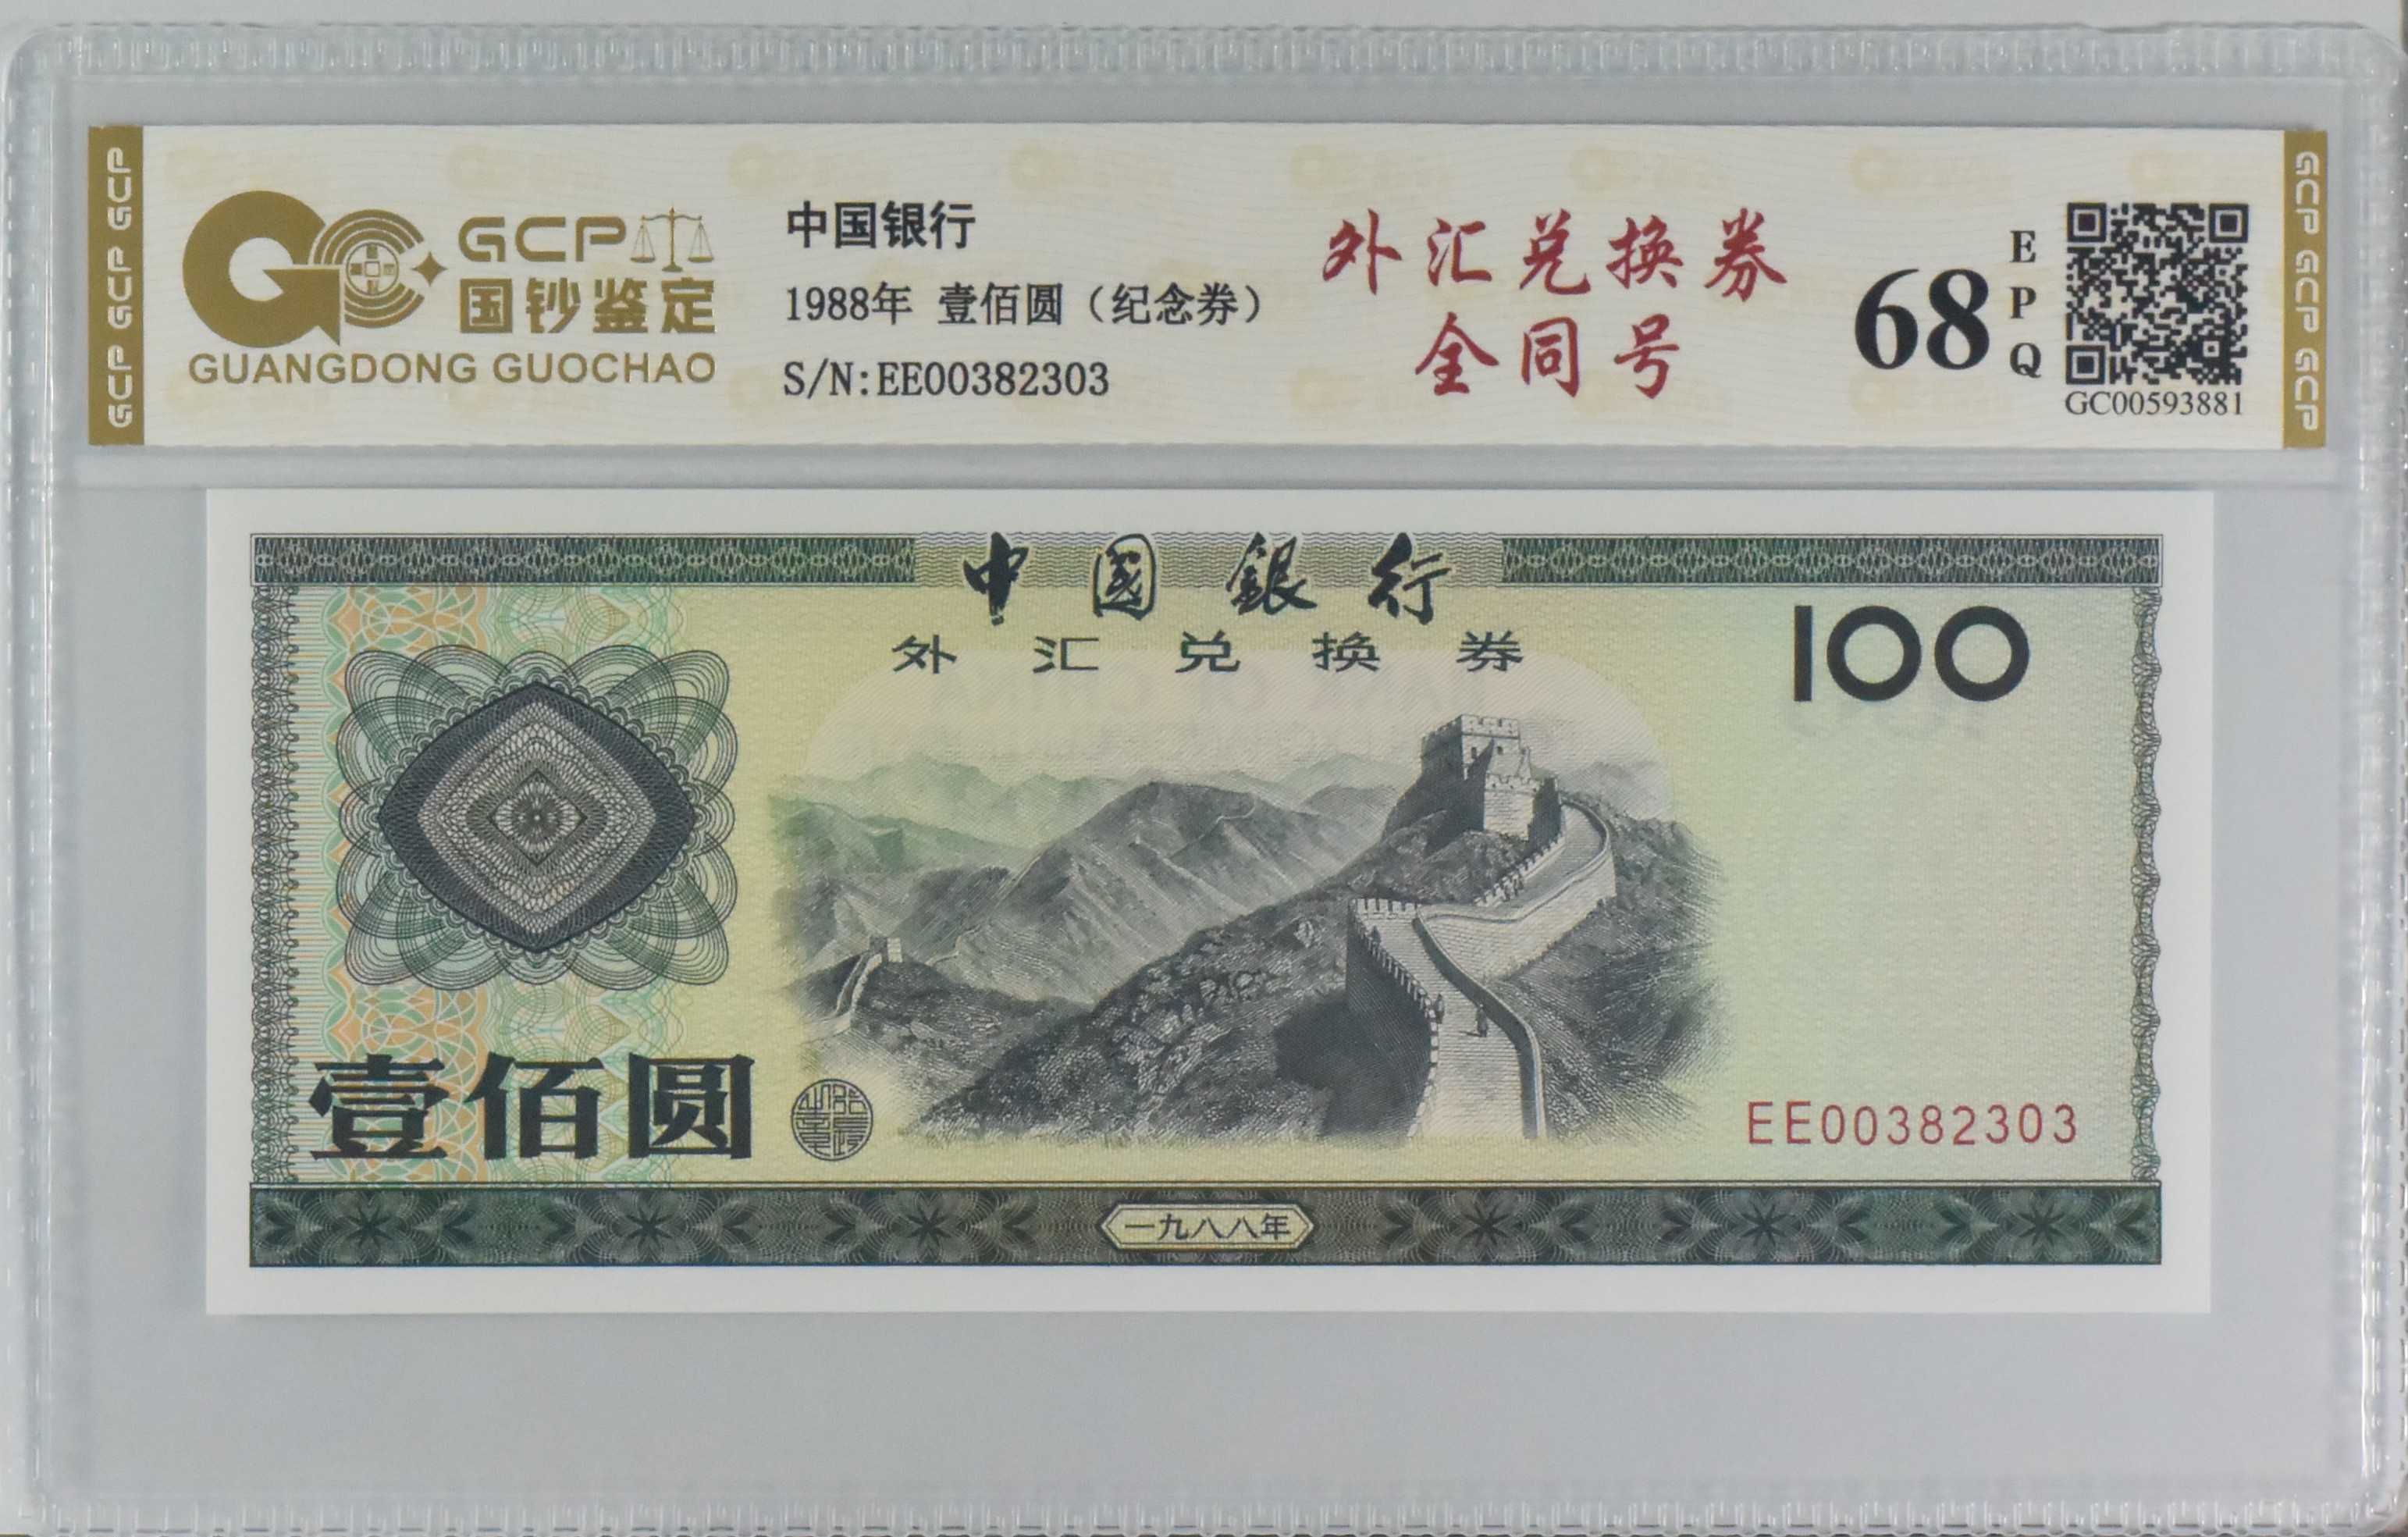 GCP GCP GCP
GCP
国钞鉴定
GUANGDONG GUOCHAO
中国银行
1988年 壹佰圆（纪念券）
S/N:EE00382303
外汇兑换券
全同号
68
EPQ
GC00593881
GCP GCP GCP
中國銀行
外汇兑换券
100
壹佰圆
EE00382303
一九八八年